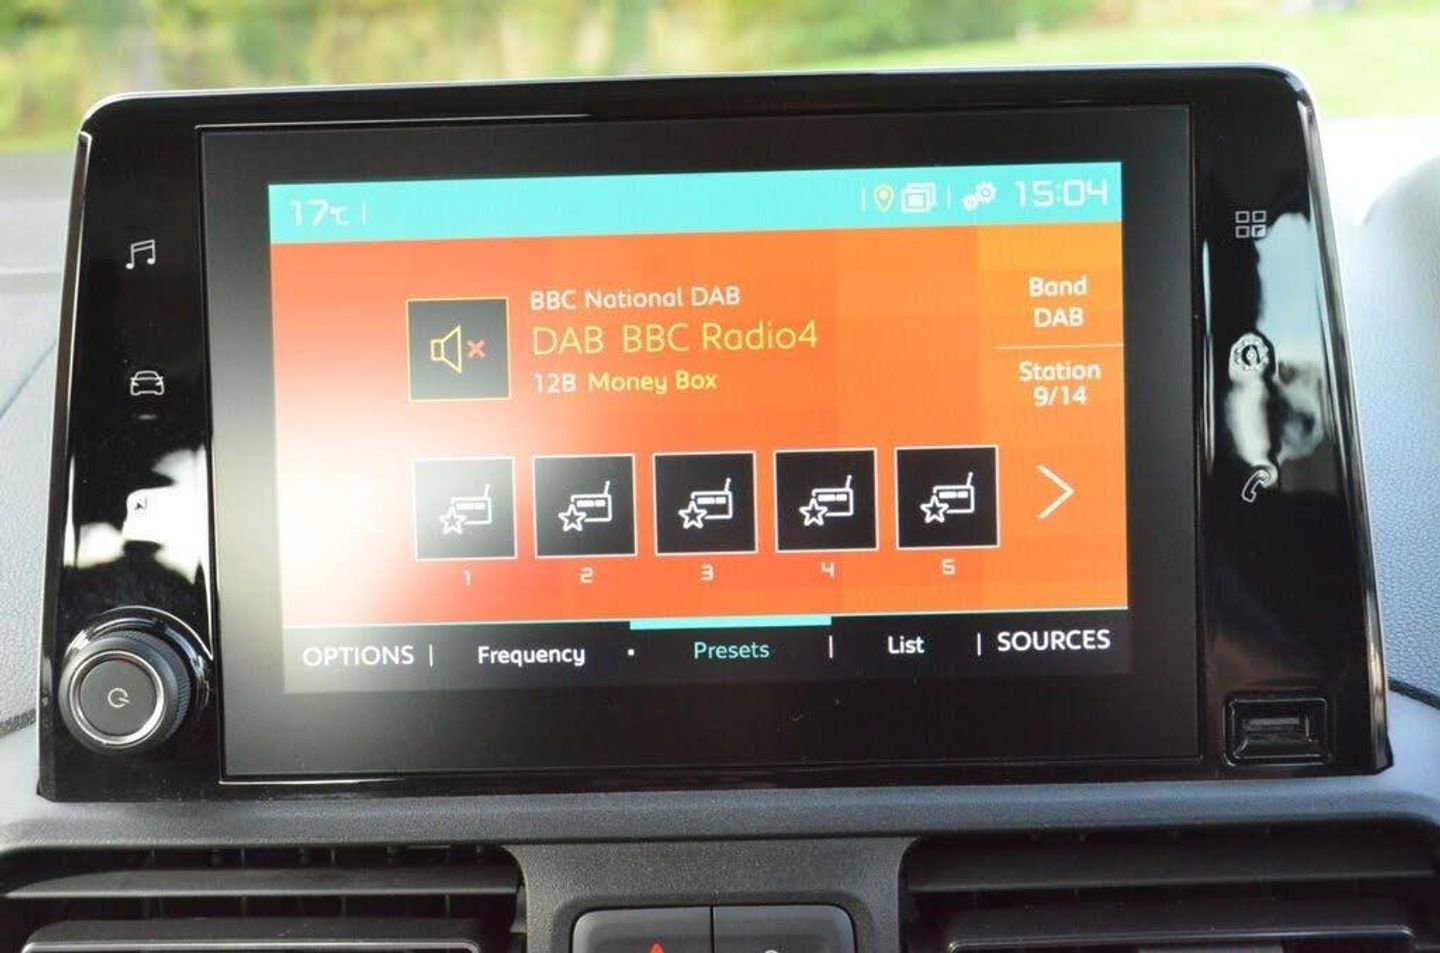 17°C
15:04
BBC National DAB
DAB BBC Radio4
12B Money Box
Band
DAB
Station
9/14
1 2 3 4 5
OPTIONS | Frequency • Presets | List | SOURCES